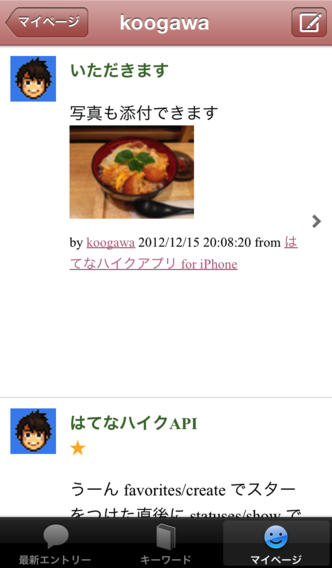 マイページ
koogawa
いただきます
写真も添付できます
by koogawa 2012/12/15 20:08:20 from は
てなハイクアプリ for iPhone
はてなハイクAPI
★
うーん favorites/create でスター
をつけた直後に statuses/show で
最新エントリー
キーワード
マイページ